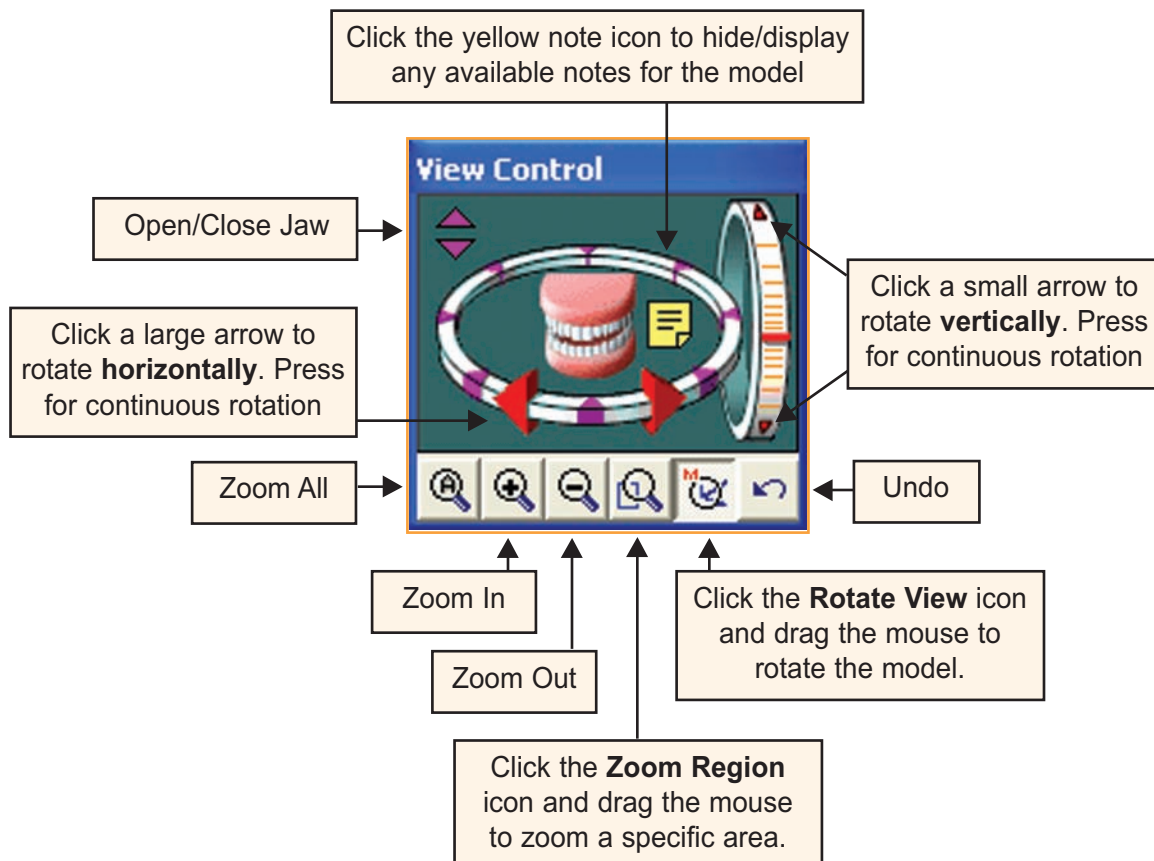 Click the yellow note icon to hide/display
any available notes for the model
View Control
Open/Close Jaw
Click a large arrow to
rotate horizontally. Press
for continuous rotation
Click a small arrow to
rotate vertically. Press
for continuous rotation
Zoom All
A
M
Undo
Zoom In
Zoom Out
Click the Rotate View icon
and drag the mouse to
rotate the model.
Click the Zoom Region
icon and drag the mouse
to zoom a specific area.